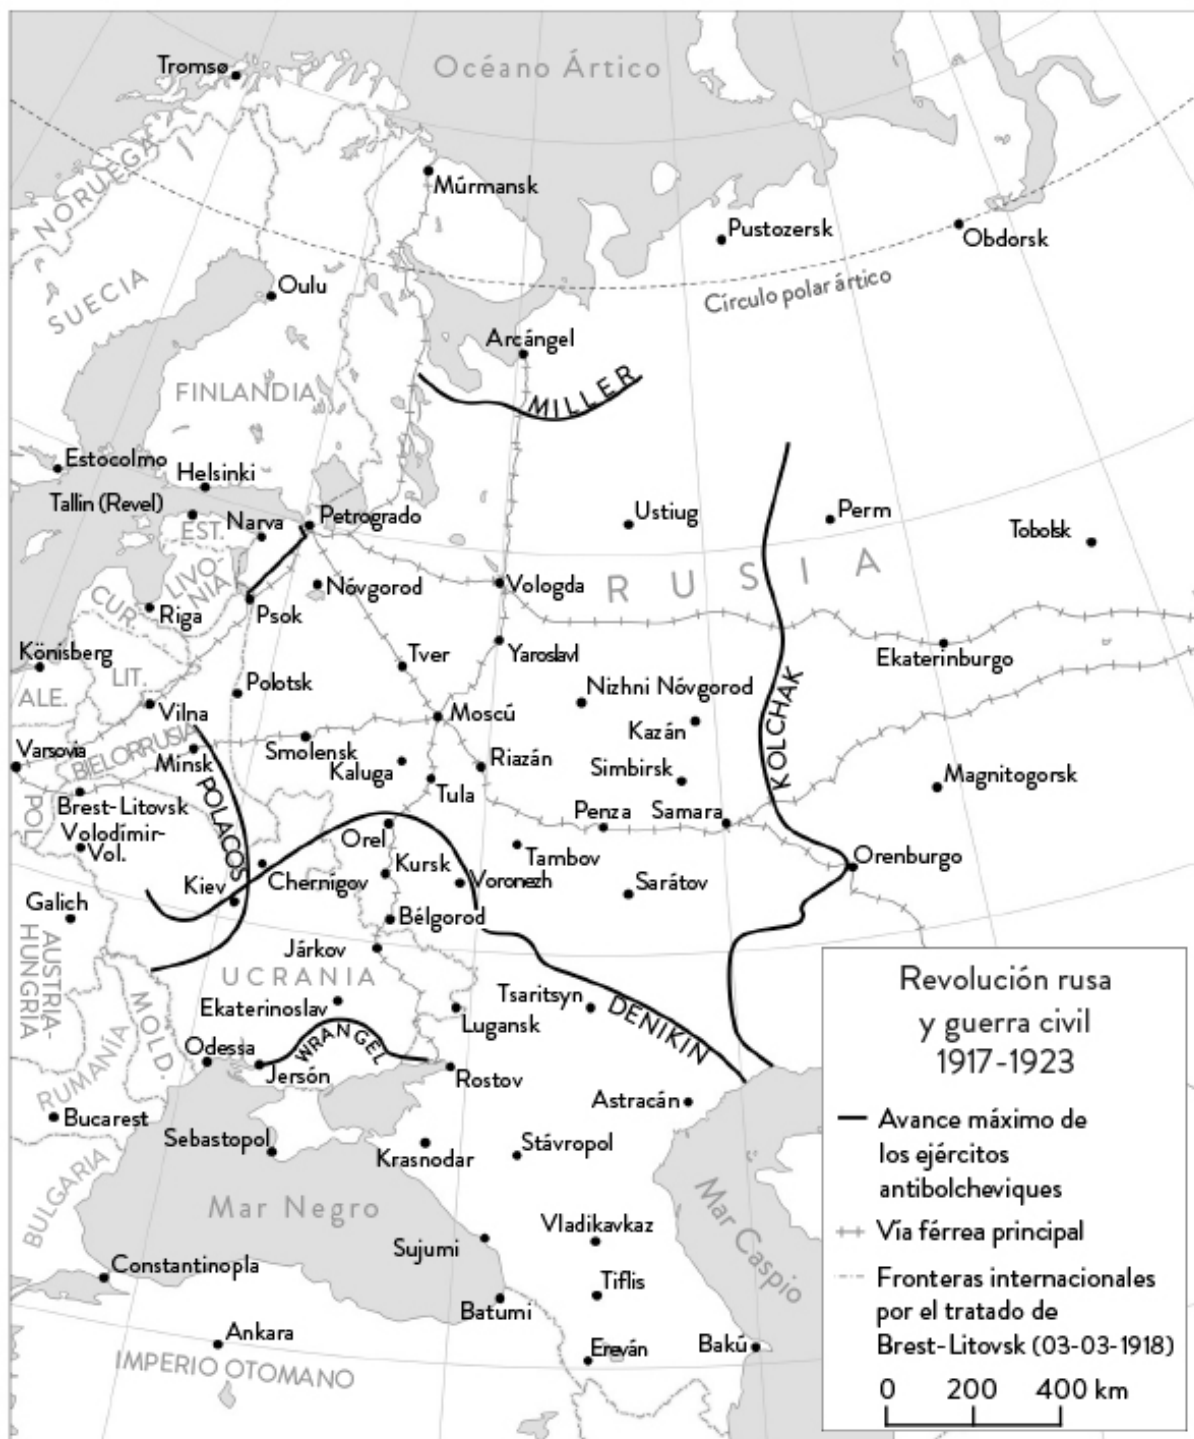 Océano Ártico
Tromsø
NORUEGA
Múrmansk
Pustozersk
Obdorsk
SUECIA
Oulu
Círculo polar ártico
Arcángel
MILLER
FINLANDIA
Estocolmo
Helsinki
Tallin (Revel)
EST.
Narva
Petrogrado
Ustiug
Perm
Tobolsk
LIVO-
NIA
CUR.
Riga
Psok
Nóvgorod
Vologda
RUSIA
Könisberg
ALE.
LIT.
Vilna
Polotsk
Tver
Yaroslavl
Ekaterinburgo
Nizhni Nóvgorod
Kazán
KOLCHAK
Moscú
Varsovia
BIELORRUSIA
Minsk
Smolensk
Kaluga
Riazán
Simbirsk
Magnitogorsk
POL.
Brest-Litovsk
Volodímir-
Vol.
POLACOS
Tula
Penza
Samara
Orel
Tambov
Orenburgo
Kiev
Chernígov
Kursk
Voronezh
Sarátov
Galich
Bélgorod
AUSTRIA-
HUNGRÍA
Járkov
UCRANIA
MOLD.
Ekaterinoslav
Lugansk
Tsaritsyn
DENIKIN
WRANGEL
Odessa
Jersón
Rostov
RUMANÍA
Bucarest
Astracán
Sebastopol
Krasnodar
Stávropol
BULGARIA
Mar Negro
Mar Caspio
Sujumi
Vladikavkaz
Constantinopla
Tiflis
Batumi
Ankara
IMPERIO OTOMANO
Ereván
Bakú
Revolución rusa
y guerra civil
1917-1923
Avance máximo de
los ejércitos
antibolcheviques
Vía férrea principal
Fronteras internacionales
por el tratado de
Brest-Litovsk (03-03-1918)
0 200 400 km